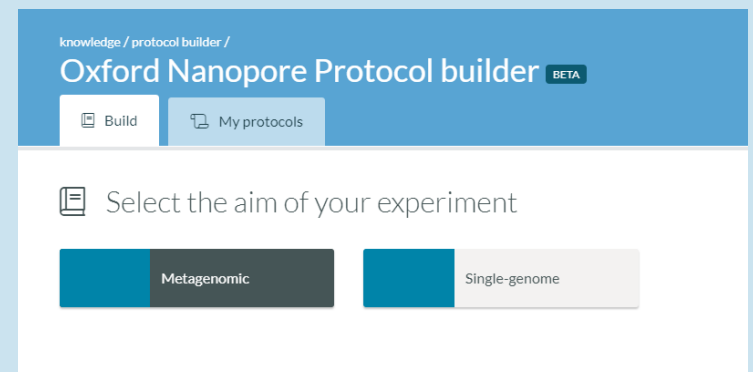 knowledge / protocol builder /
Oxford Nanopore Protocol builder BETA
Build My protocols
Select the aim of your experiment
Metagenomic Single-genome